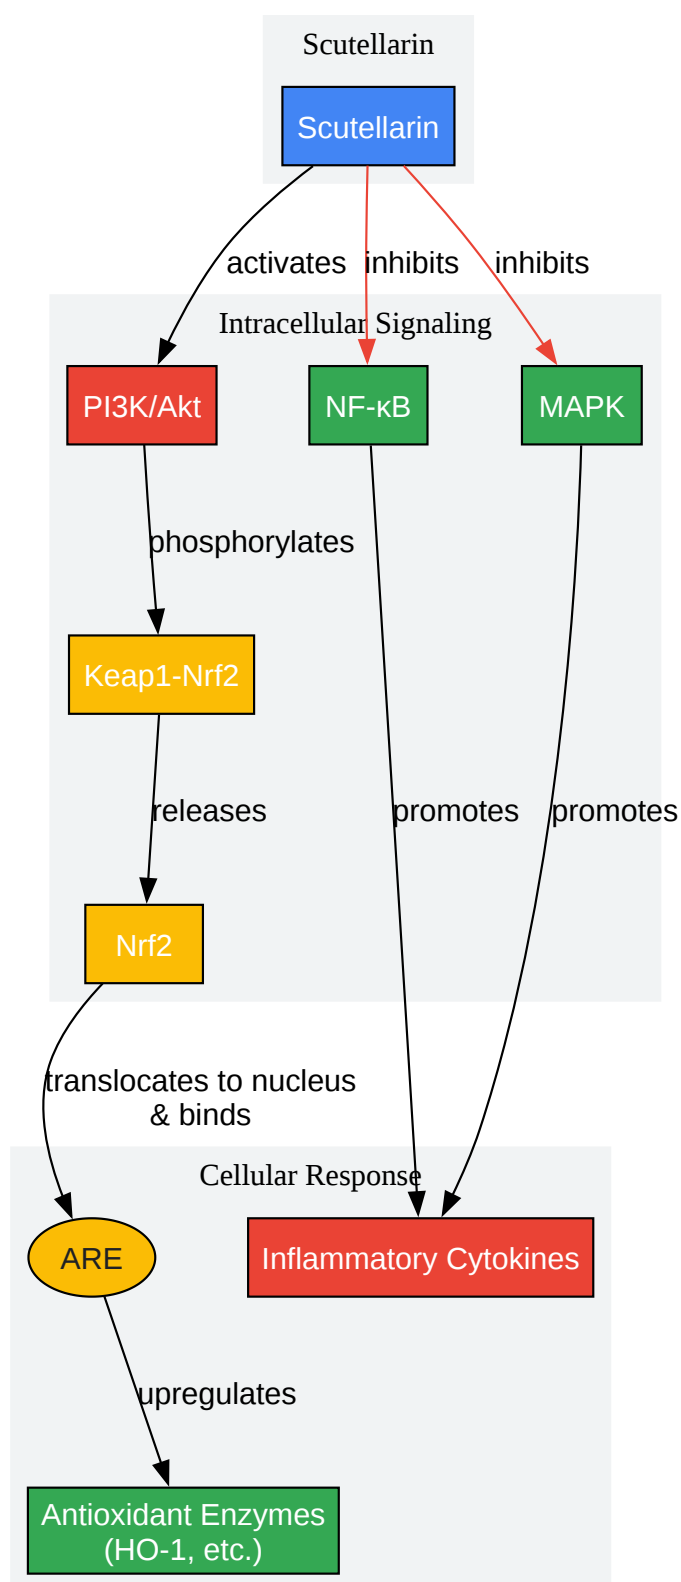 Scutellarin
Scutellarin
activates
inhibits
inhibits
Intracellular Signaling
PI3K/Akt
NF-κB
MAPK
phosphorylates
Keap1-Nrf2
releases
promotes
promotes
Nrf2
translocates to nucleus
& binds
Cellular Response
ARE
Inflammatory Cytokines
upregulates
Antioxidant Enzymes
(HO-1, etc.)